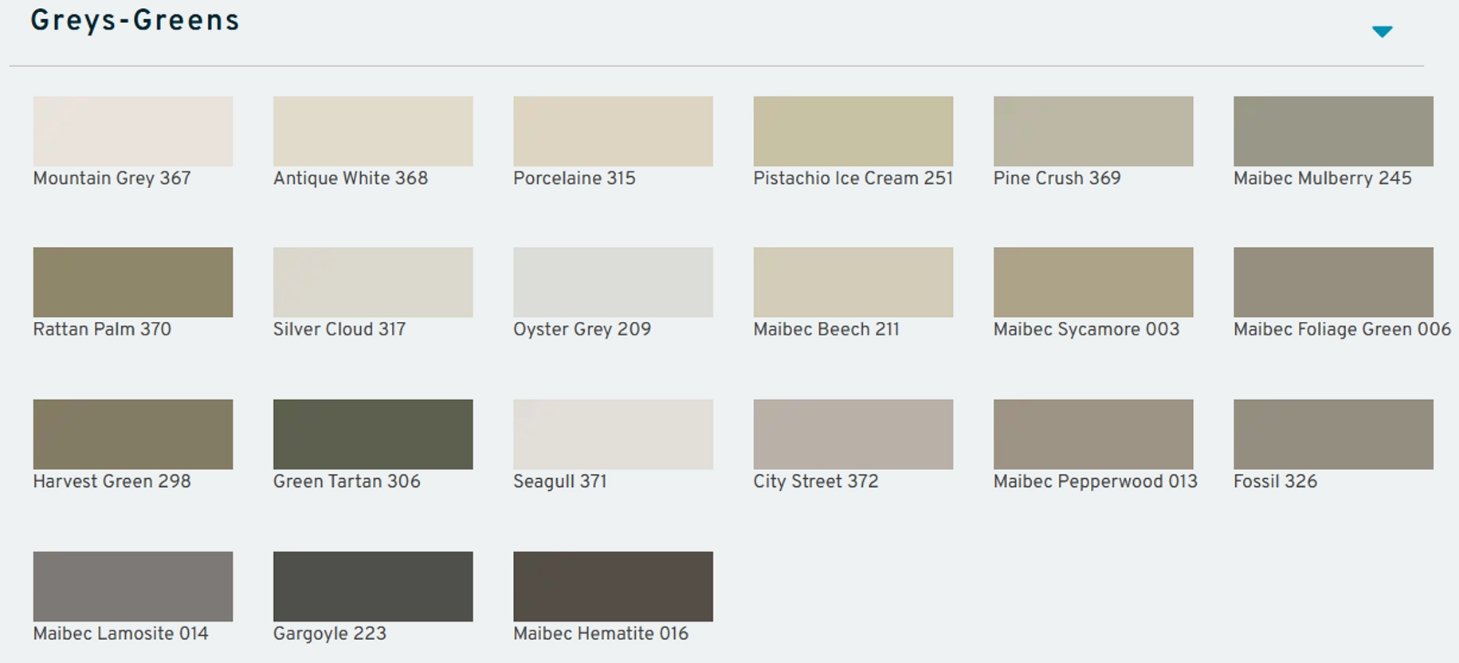 Greys-Greens
Mountain Grey 367
Antique White 368
Porcelaine 315
Pistachio Ice Cream 251
Pine Crush 369
Maibec Mulberry 245
Rattan Palm 370
Silver Cloud 317
Oyster Grey 209
Maibec Beech 211
Maibec Sycamore 003
Maibec Foliage Green 006
Harvest Green 298
Green Tartan 306
Seagull 371
City Street 372
Maibec Pepperwood 013
Fossil 326
Maibec Lamosite 014
Gargoyle 223
Maibec Hematite 016